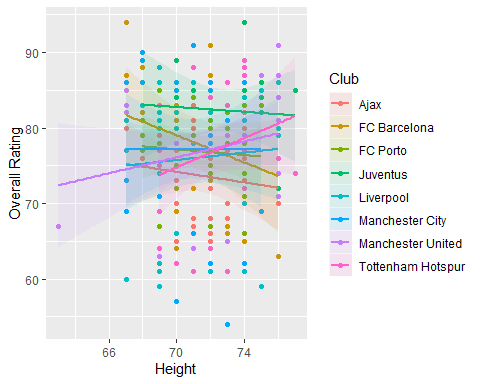 90
80
70
60
Overall Rating
66
70
74
Height
Club
Ajax
FC Barcelona
FC Porto
Juventus
Liverpool
Manchester City
Manchester United
Tottenham Hotspur